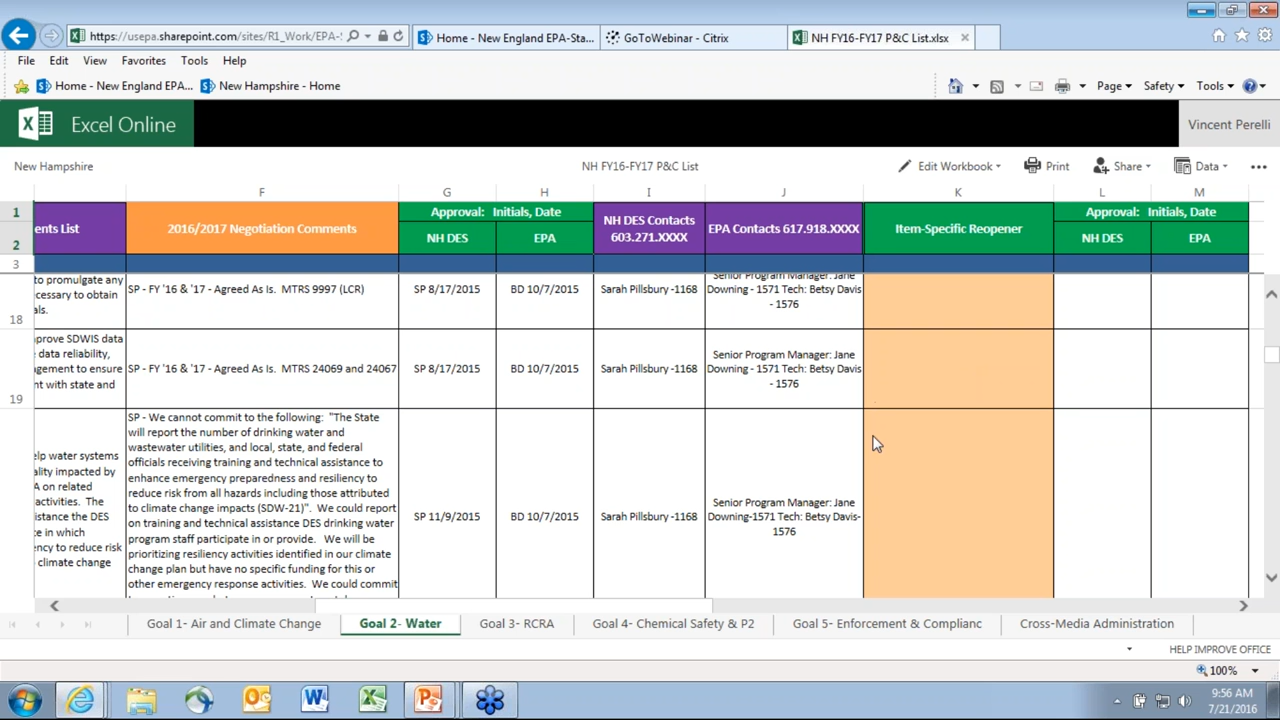 https://usepa.sharepoint.com/sites/R1_Work/EPA-
Home - New England EPA-Sta...
GoToWebinar - Citrix
NH FY16-FY17 P&C List.xlsx
File Edit View Favorites Tools Help
Home - New England EPA...
New Hampshire - Home
Page Safety Tools
Excel Online
Vincent Perelli
New Hampshire
NH FY16-FY17 P&C List
Edit Workbook Print Share Data
F G H I J K L M
1
2
3
ents List
2016/2017 Negotiation Comments
Approval: Initials, Date
NH DES
EPA
NH DES Contacts
603.271.XXXX
EPA Contacts 617.918.XXXX
Item-Specific Reopener
Approval: Initials, Date
NH DES
EPA
18
to promulgate any
cessary to obtain
als.
SP - FY '16 & '17 - Agreed As Is. MTRS 9997 (LCR)
SP 8/17/2015
BD 10/7/2015
Sarah Pillsbury -1168
Senior Program Manager: Jane
Downing - 1571 Tech: Betsy Davis
- 1576
19
prove SDWIS data
data reliability,
gement to ensure
nt with state and
SP - FY '16 & '17 - Agreed As Is. MTRS 24069 and 24067
SP 8/17/2015
BD 10/7/2015
Sarah Pillsbury -1168
Senior Program Manager: Jane
Downing - 1571 Tech: Betsy Davis
- 1576
elp water systems
ality impacted by
A on related
activities. The
istance the DES
te in which
ency to reduce risk
climate change
SP - We cannot commit to the following: "The State
will report the number of drinking water and
wastewater utilities, and local, state, and federal
officials receiving training and technical assistance to
enhance emergency preparedness and resiliency to
reduce risk from all hazards including those attributed
to climate change impacts (SDW-21)". We could report
on training and technical assistance DES drinking water
program staff participate in or provide. We will be
prioritizing resiliency activities identified in our climate
change plan but have no specific funding for this or
other emergency response activities. We could commit
SP 11/9/2015
BD 10/7/2015
Sarah Pillsbury -1168
Senior Program Manager: Jane
Downing-1571 Tech: Betsy Davis-
1576
Goal 1- Air and Climate Change
Goal 2- Water
Goal 3- RCRA
Goal 4- Chemical Safety & P2
Goal 5- Enforcement & Complianc
Cross-Media Administration
HELP IMPROVE OFFICE
100%
9:56 AM
7/21/2016